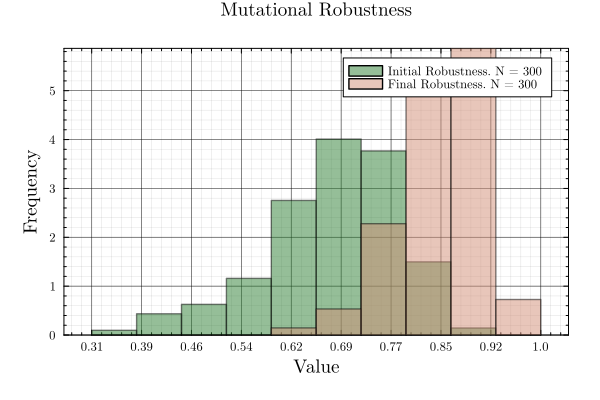 Mutational Robustness
Initial Robustness. N = 300
Final Robustness. N = 300
5
4
3
2
1
0
Frequency
0.31 0.39 0.46 0.54 0.62 0.69 0.77 0.85 0.92 1.0
Value